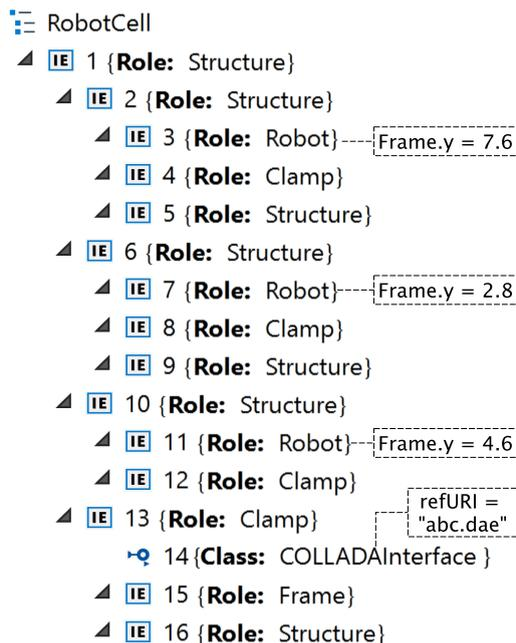 RobotCell
IE 1 {Role: Structure}
IE 2 {Role: Structure}
IE 3 {Role: Robot} Frame.y = 7.6
IE 4 {Role: Clamp}
IE 5 {Role: Structure}
IE 6 {Role: Structure}
IE 7 {Role: Robot} Frame.y = 2.8
IE 8 {Role: Clamp}
IE 9 {Role: Structure}
IE 10 {Role: Structure}
IE 11 {Role: Robot} Frame.y = 4.6
IE 12 {Role: Clamp}
refURI =
"abc.dae"
IE 13 {Role: Clamp}
14 {Class: COLLADAInterface }
IE 15 {Role: Frame}
IE 16 {Role: Structure}